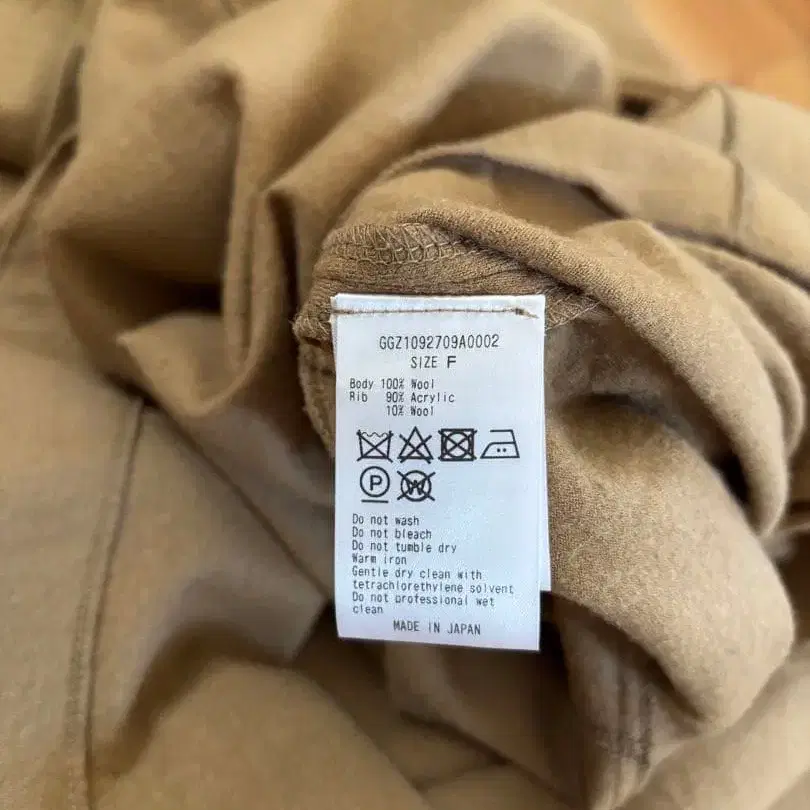 GGZ1092709A0002
SIZE F
Body 100% Wool
Rib 90% Acrylic
10% Wool
P
W
Do not wash
Do not bleach
Do not tumble dry
Warm iron
Gentle dry clean with
tetrachlorethylene solvent
Do not professional wet
clean
MADE IN JAPAN